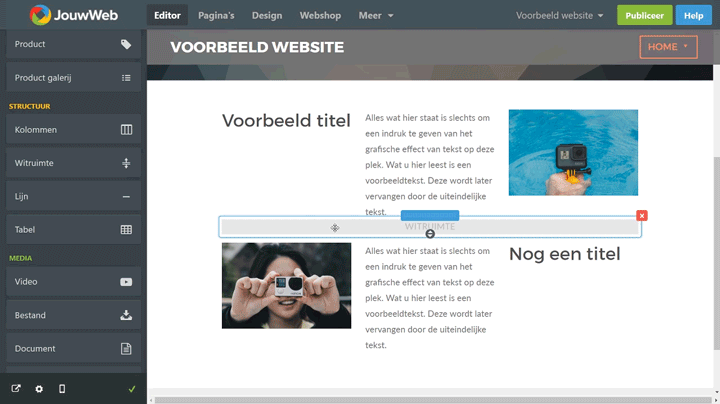 JouwWeb
Editor
Pagina's
Design
Webshop
Meer
Voorbeeld website
Publiceer
Help
Product
Product galerij
STRUCTUUR
Kolommen
Witruimte
Lijn
Tabel
MEDIA
Video
Bestand
Document
VOORBEELD WEBSITE
HOME
Voorbeeld titel
Alles wat hier staat is slechts om
een indruk te geven van het
grafische effect van tekst op deze
plek. Wat u hier leest is een
voorbeeldtekst. Deze wordt later
vervangen door de uiteindelijke
tekst.
WITRUIMTE
Alles wat hier staat is slechts om
een indruk te geven van het
grafische effect van tekst op deze
plek. Wat u hier leest is een
voorbeeldtekst. Deze wordt later
vervangen door de uiteindelijke
tekst.
Nog een titel